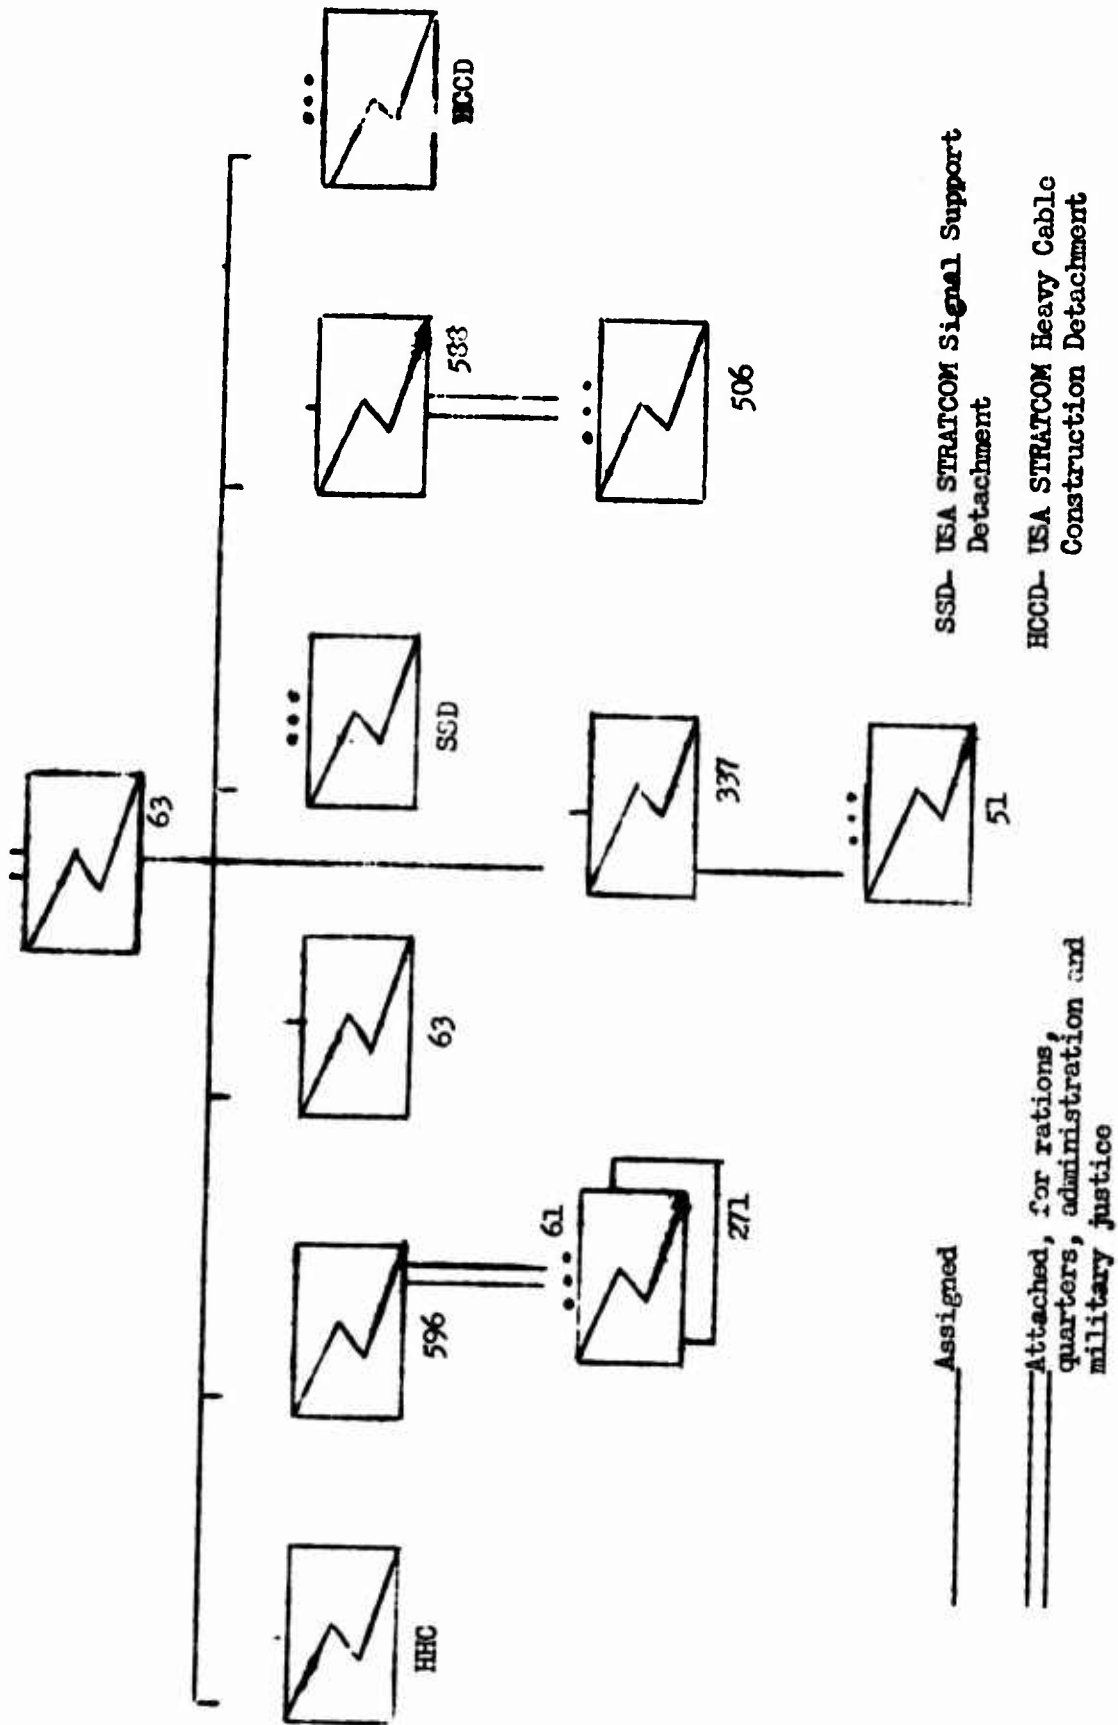 63
HHC
596
63
SSD
HCCD
61
271
337
506
51
Assigned
Attached, for rations,
quarters, administration and
military justice
SSD- USA STRATCOM Signal Support
Detachment
HCCD- USA STRATCOM Heavy Cable
Construction Detachment